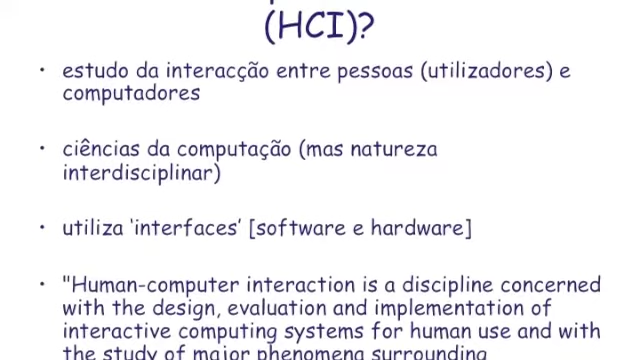 (HCI)?
• estudo da interacção entre pessoas (utilizadores) e
computadores
• ciências da computação (mas natureza
interdisciplinar)
• utiliza 'interfaces' [software e hardware]
• "Human-computer interaction is a discipline concerned
with the design, evaluation and implementation of
interactive computing systems for human use and with
the study of major phenomena surrounding